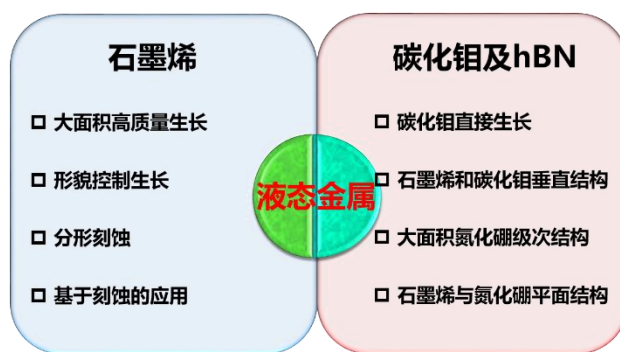 石墨烯
□ 大面积高质量生长
□ 形貌控制生长
□ 分形刻蚀
□ 基于刻蚀的应用
液态金属
碳化钼及hBN
□ 碳化钼直接生长
□ 石墨烯和碳化钼垂直结构
□ 大面积氮化硼级次结构
□ 石墨烯与氮化硼平面结构